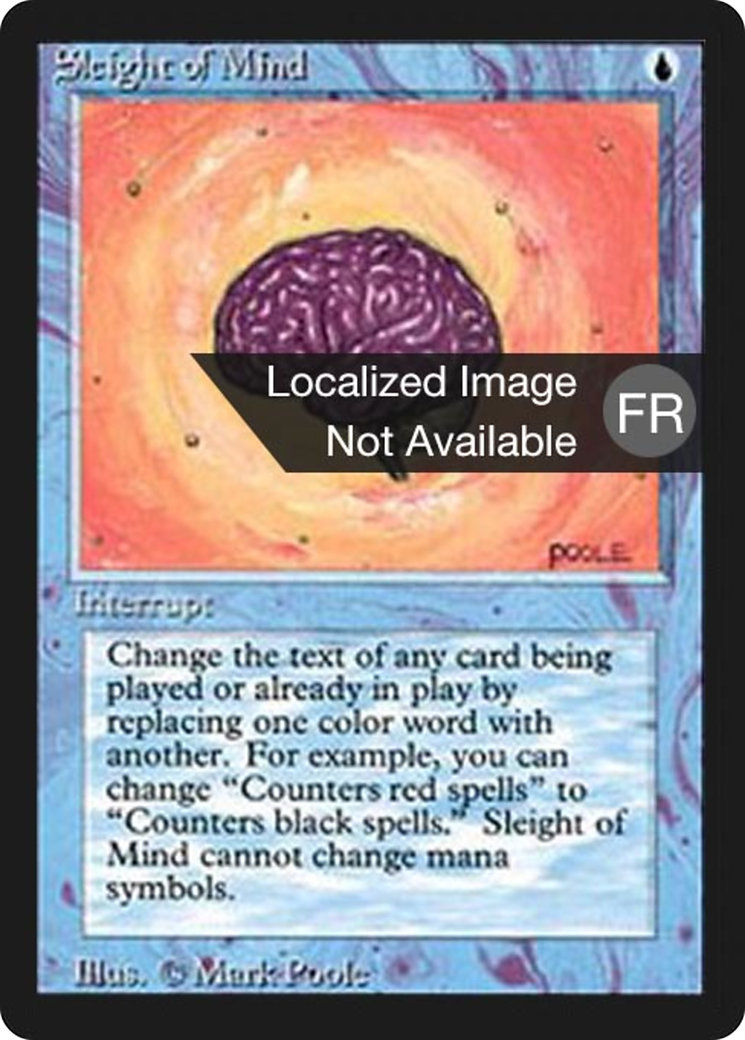 Sleight of Mind
Localized Image
Not Available
FR
POOLE
Interrupt
Change the text of any card being
played or already in play by
replacing one color word with
another. For example, you can
change “Counters red spells” to
“Counters black spells.” Sleight of
Mind cannot change mana
symbols.
Illus. © Mark Poole